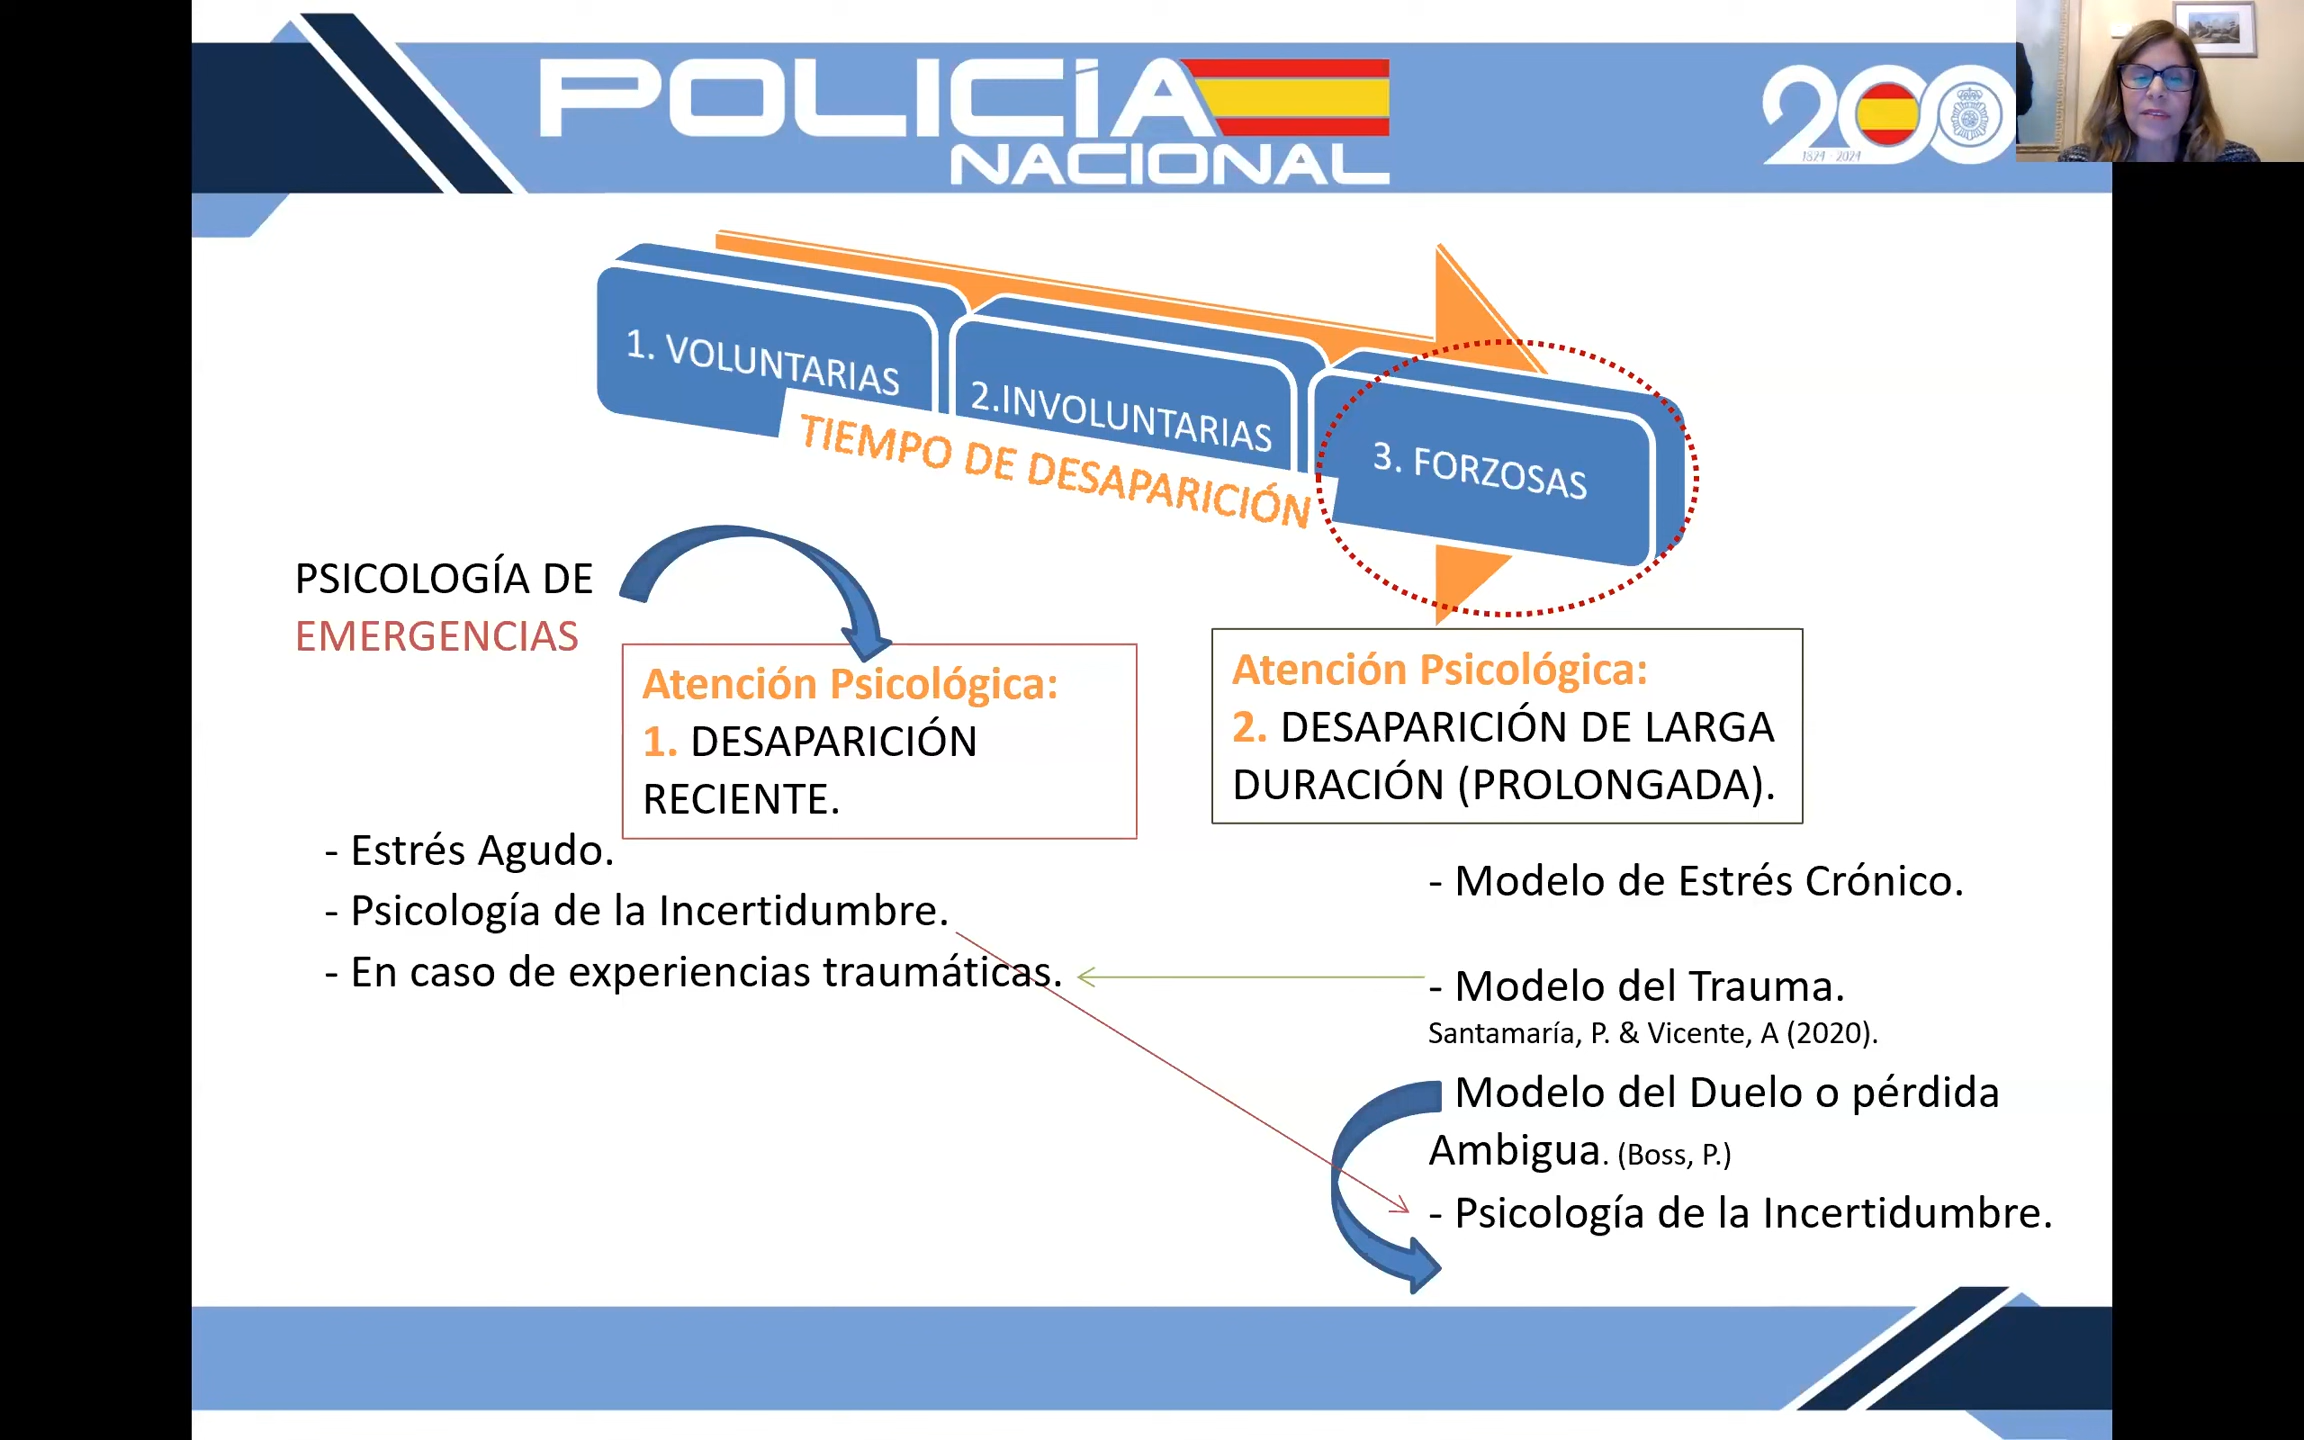 POLICÍA
NACIONAL
200
1824 - 2024
1. VOLUNTARIAS
2.INVOLUNTARIAS
3. FORZOSAS
TIEMPO DE DESAPARICIÓN
PSICOLOGÍA DE
EMERGENCIAS
Atención Psicológica:
1. DESAPARICIÓN
RECIENTE.
- Estrés Agudo.
- Psicología de la Incertidumbre.
- En caso de experiencias traumáticas.
Atención Psicológica:
2. DESAPARICIÓN DE LARGA
DURACIÓN (PROLONGADA).
- Modelo de Estrés Crónico.
- Modelo del Trauma.
Santamaría, P. & Vicente, A (2020).
Modelo del Duelo o pérdida
Ambigua. (Boss, P.)
- Psicología de la Incertidumbre.